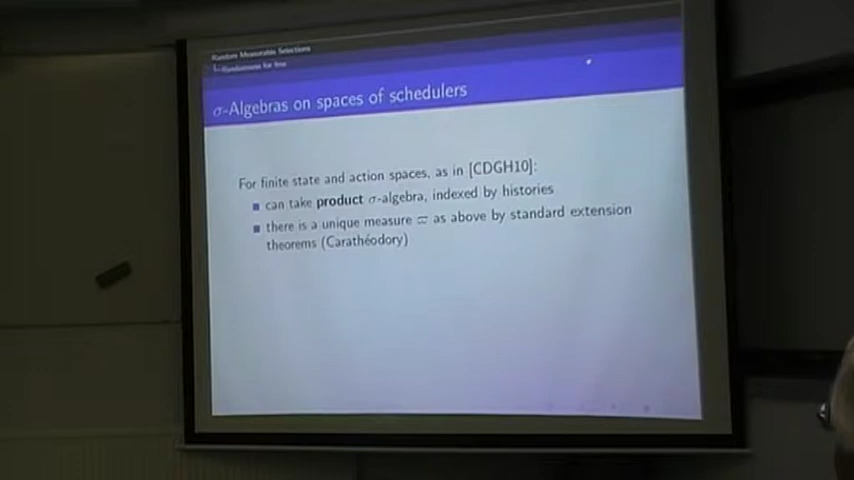 Random Measurable Selections
Randomness for free
σ-Algebras on spaces of schedulers
For finite state and action spaces, as in [CDGH10]:
can take product σ-algebra, indexed by histories
there is a unique measure ϖ as above by standard extension
theorems (Carathéodory)